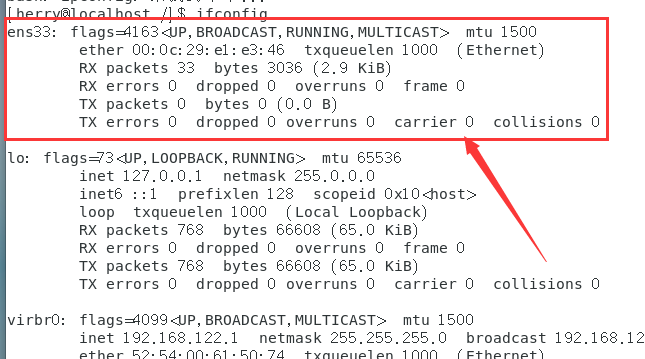 [herry@localhost /]$ ifconfig
ens33: flags=4163<UP,BROADCAST,RUNNING,MULTICAST>  mtu 1500
        ether 00:0c:29:e1:e3:46  txqueuelen 1000  (Ethernet)
        RX packets 33  bytes 3036 (2.9 KiB)
        RX errors 0  dropped 0  overruns 0  frame 0
        TX packets 0  bytes 0 (0.0 B)
        TX errors 0  dropped 0 overruns 0  carrier 0  collisions 0
lo: flags=73<UP,LOOPBACK,RUNNING>  mtu 65536
        inet 127.0.0.1  netmask 255.0.0.0
        inet6 ::1  prefixlen 128  scopeid 0x10<host>
        loop  txqueuelen 1000  (Local Loopback)
        RX packets 768  bytes 66608 (65.0 KiB)
        RX errors 0  dropped 0  overruns 0  frame 0
        TX packets 768  bytes 66608 (65.0 KiB)
        TX errors 0  dropped 0 overruns 0  carrier 0  collisions 0
virbr0: flags=4099<UP,BROADCAST,MULTICAST>  mtu 1500
        inet 192.168.122.1  netmask 255.255.255.0  broadcast 192.168.12
        ether 52:54:00:61:50:74  txqueuelen 1000  (Ethernet)